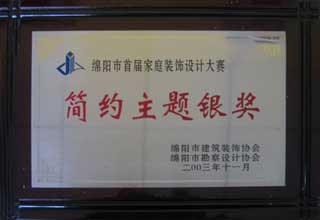 绵阳市首届家庭装饰设计大赛
简约主题银奖
绵阳市建筑装饰协会
绵阳市勘察设计协会
二00三年十一月